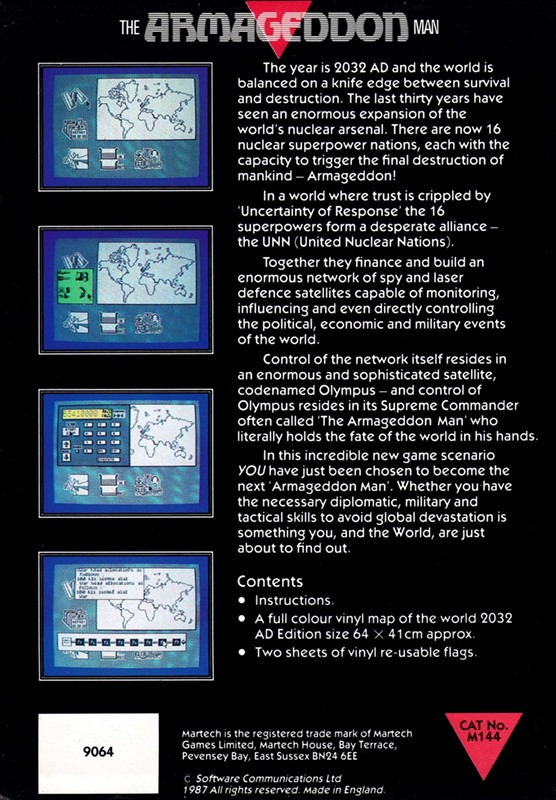 THE ARMAGEDDON MAN
The year is 2032 AD and the world is
balanced on a knife edge between survival
and destruction. The last thirty years have
seen an enormous expansion of the
world's nuclear arsenal. There are now 16
nuclear superpower nations, each with the
capacity to trigger the final destruction of
mankind – Armageddon!
In a world where trust is crippled by
'Uncertainty of Response' the 16
superpowers form a desperate alliance –
the UNN (United Nuclear Nations).
Together they finance and build an
enormous network of spy and laser
defence satellites capable of monitoring,
influencing and even directly controlling
the political, economic and military events
of the world.
Control of the network itself resides in
an enormous and sophisticated satellite,
codenamed Olympus – and control of
Olympus resides in its Supreme Commander
often called 'The Armageddon Man' who
literally holds the fate of the world in his hands.
In this incredible new game scenario
YOU have just been chosen to become the
next 'Armageddon Man'. Whether you have
the necessary diplomatic, military and
tactical skills to avoid global devastation is
something you, and the World, are just
about to find out.
Contents
• Instructions.
• A full colour vinyl map of the world 2032
AD Edition size 64 × 41cm approx.
• Two sheets of vinyl re-usable flags.
9064
Martech is the registered trade mark of Martech
Games Limited, Martech House, Bay Terrace,
Pevensey Bay, East Sussex BN24 6EE
© Software Communications Ltd
1987 All rights reserved. Made in England.
CAT No.
M144